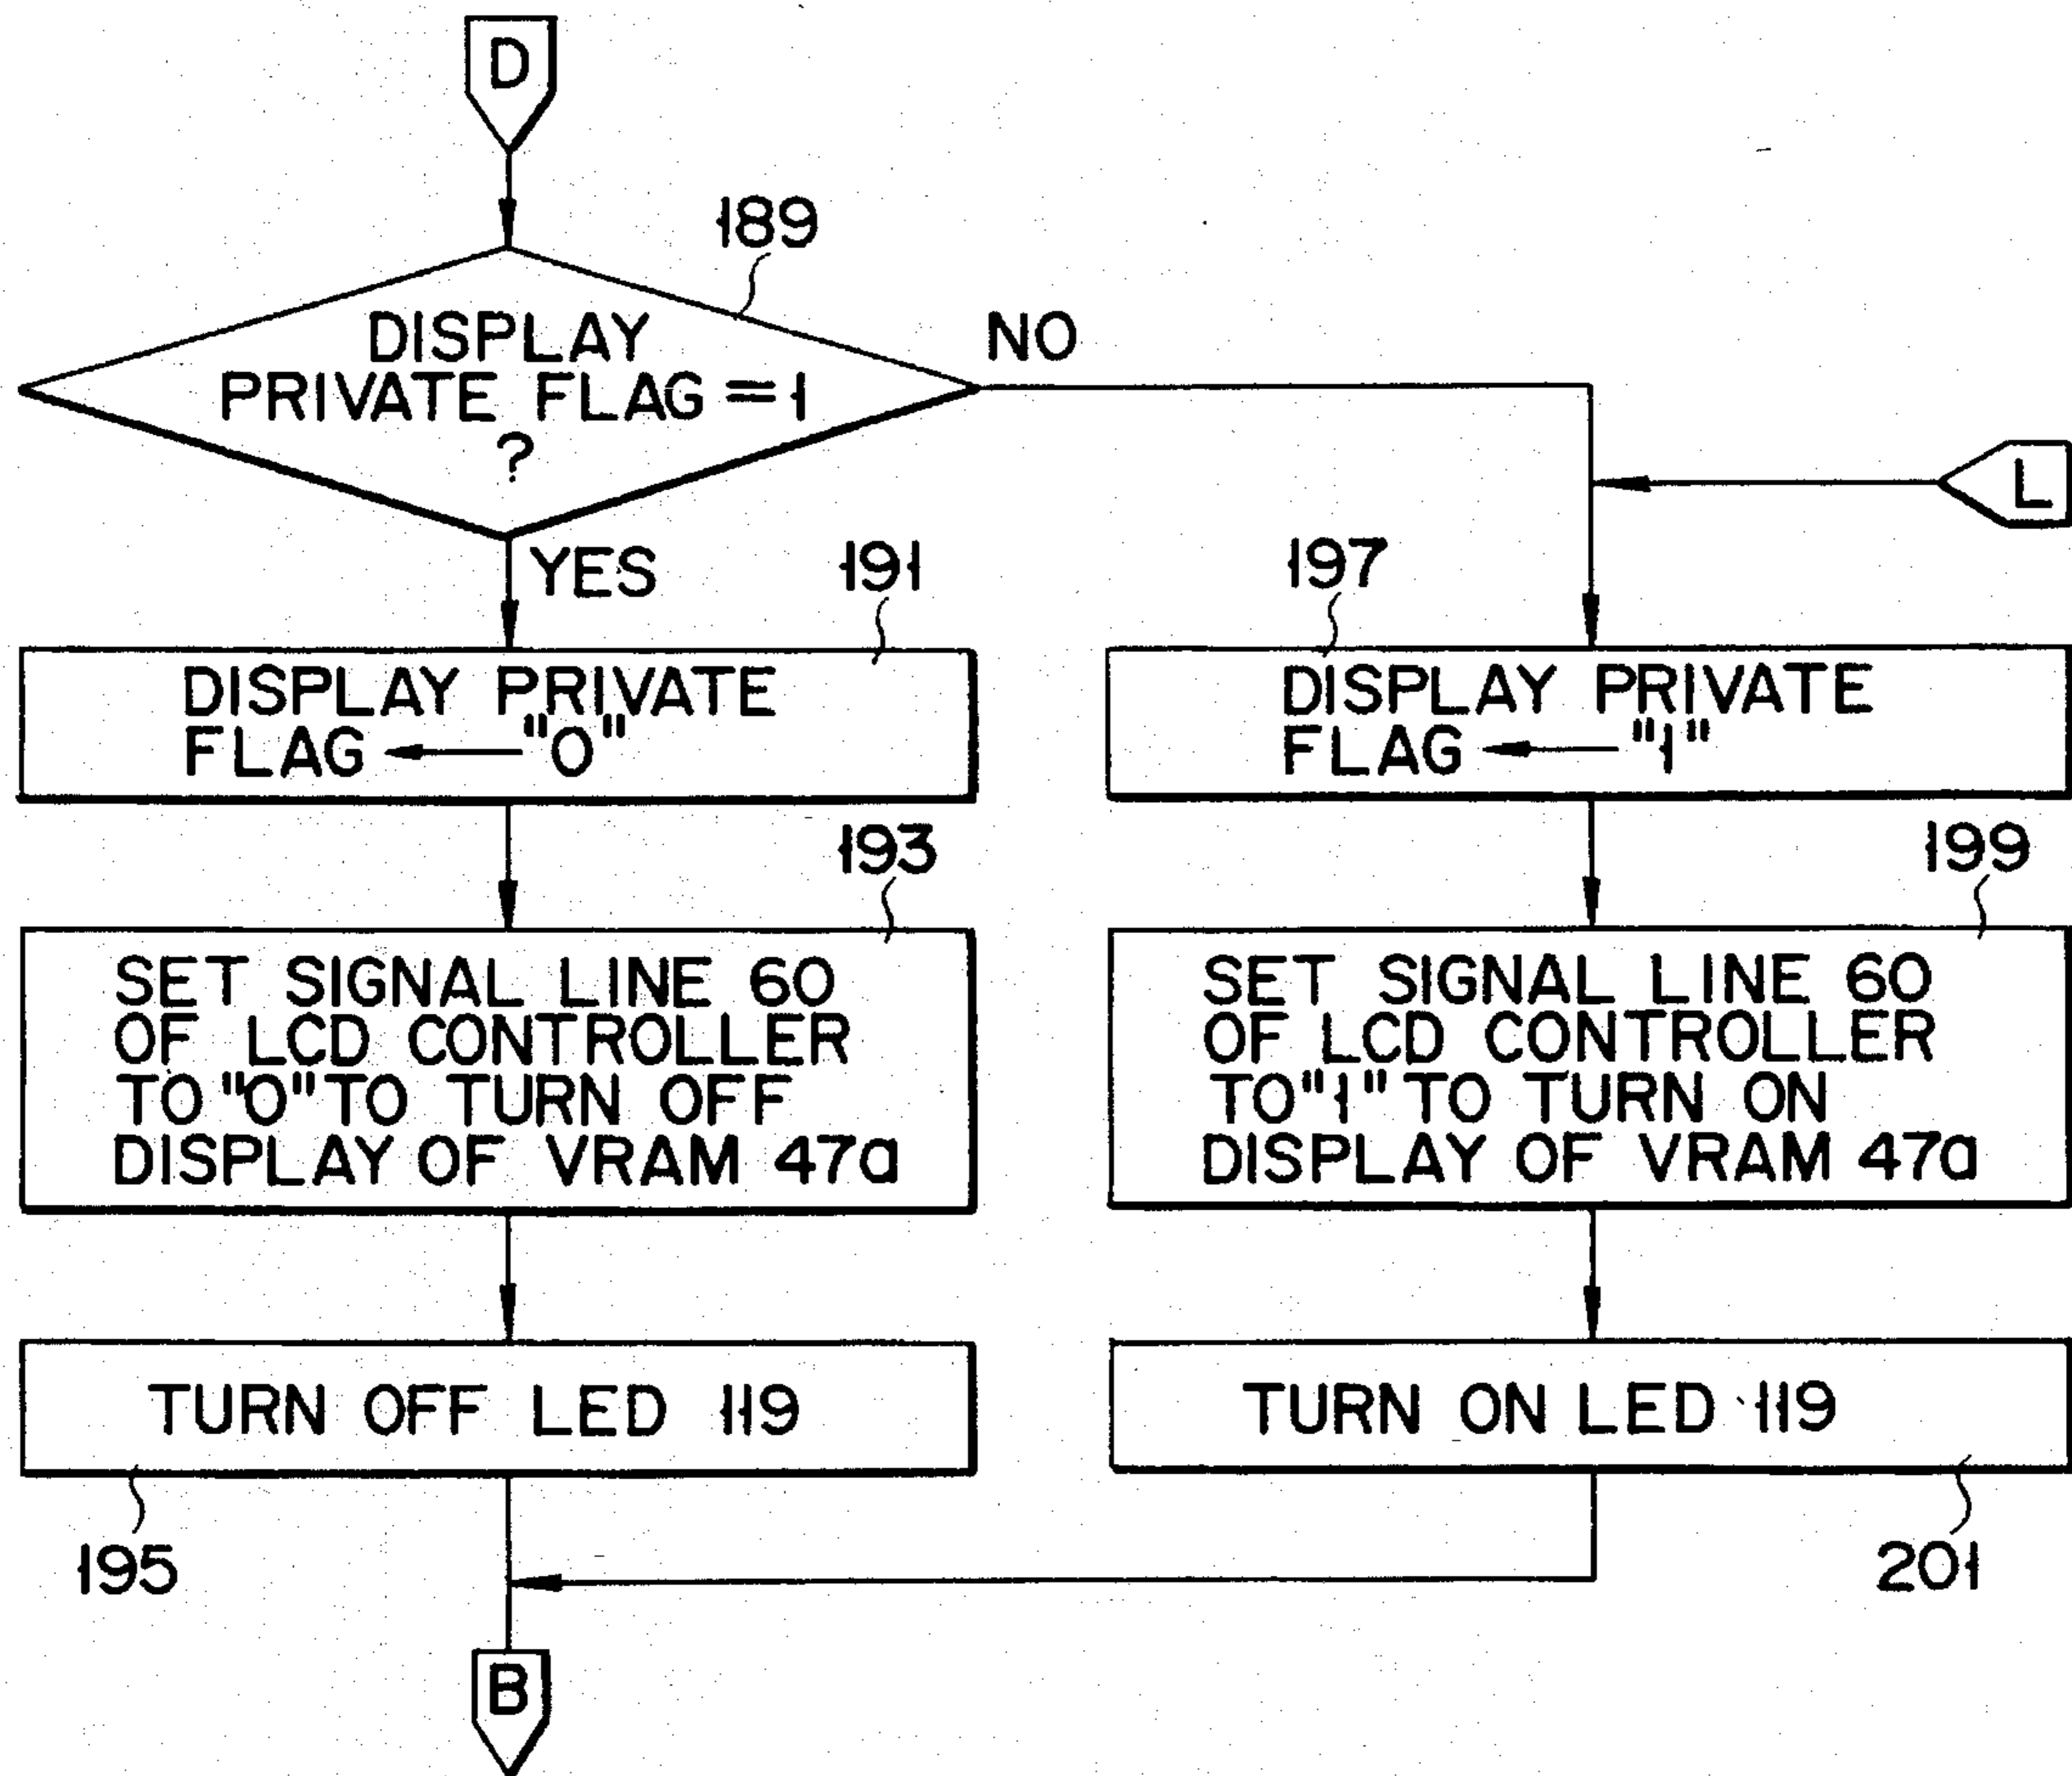 D
189
DISPLAY
PRIVATE FLAG = 1
?
NO
L
YES
191
DISPLAY PRIVATE
FLAG ← "0"
197
DISPLAY PRIVATE
FLAG ← "1"
193
SET SIGNAL LINE 60
OF LCD CONTROLLER
TO "0" TO TURN OFF
DISPLAY OF VRAM 47a
199
SET SIGNAL LINE 60
OF LCD CONTROLLER
TO "1" TO TURN ON
DISPLAY OF VRAM 47a
TURN OFF LED 119
195
TURN ON LED 119
201
B